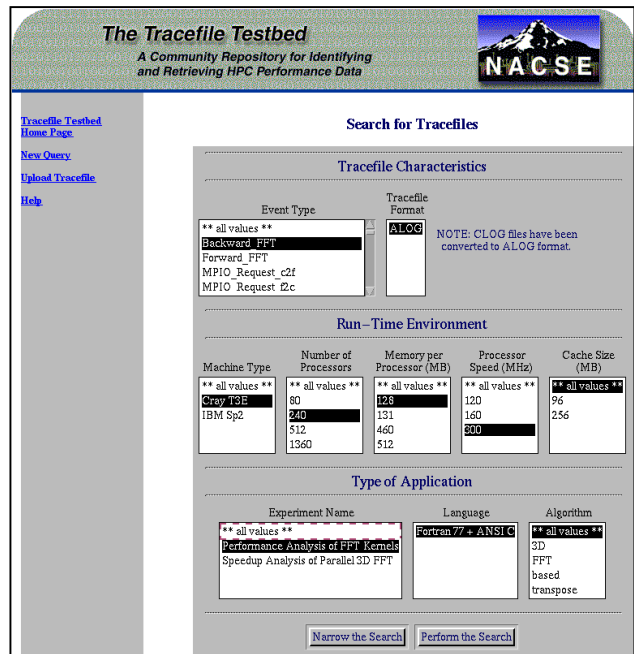 The Tracefile Testbed
A Community Repository for Identifying
and Retrieving HPC Performance Data
NACSE
Tracefile Testbed
Home Page
New Query
Upload Tracefile
Help
Search for Tracefiles
Tracefile Characteristics
Event Type
Tracefile
Format
** all values **
Backward_FFT
Forward_FFT
MPIO_Request_c2f
MPIO_Request_f2c
ALOG
NOTE: CLOG files have been
converted to ALOG format.
Run-Time Environment
Machine Type
Number of
Processors
Memory per
Processor (MB)
Processor
Speed (MHz)
Cache Size
(MB)
** all values **
Cray T3E
IBM Sp2
** all values **
80
240
512
1360
** all values **
128
131
460
512
** all values **
120
160
300
** all values **
96
256
Type of Application
Experiment Name
Language
Algorithm
** all values **
Performance Analysis of FFT Kernels
Speedup Analysis of Parallel 3D FFT
Fortran 77 + ANSI C
** all values **
3D
FFT
based
transpose
Narrow the Search
Perform the Search